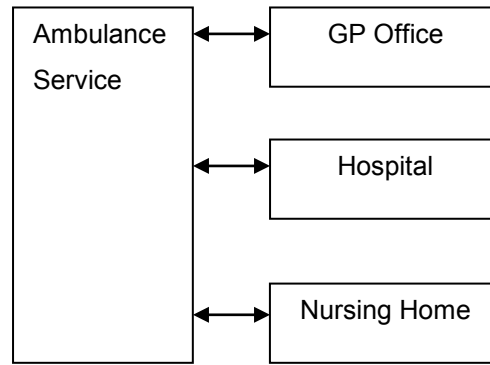 Ambulance
Service
GP Office
Hospital
Nursing Home